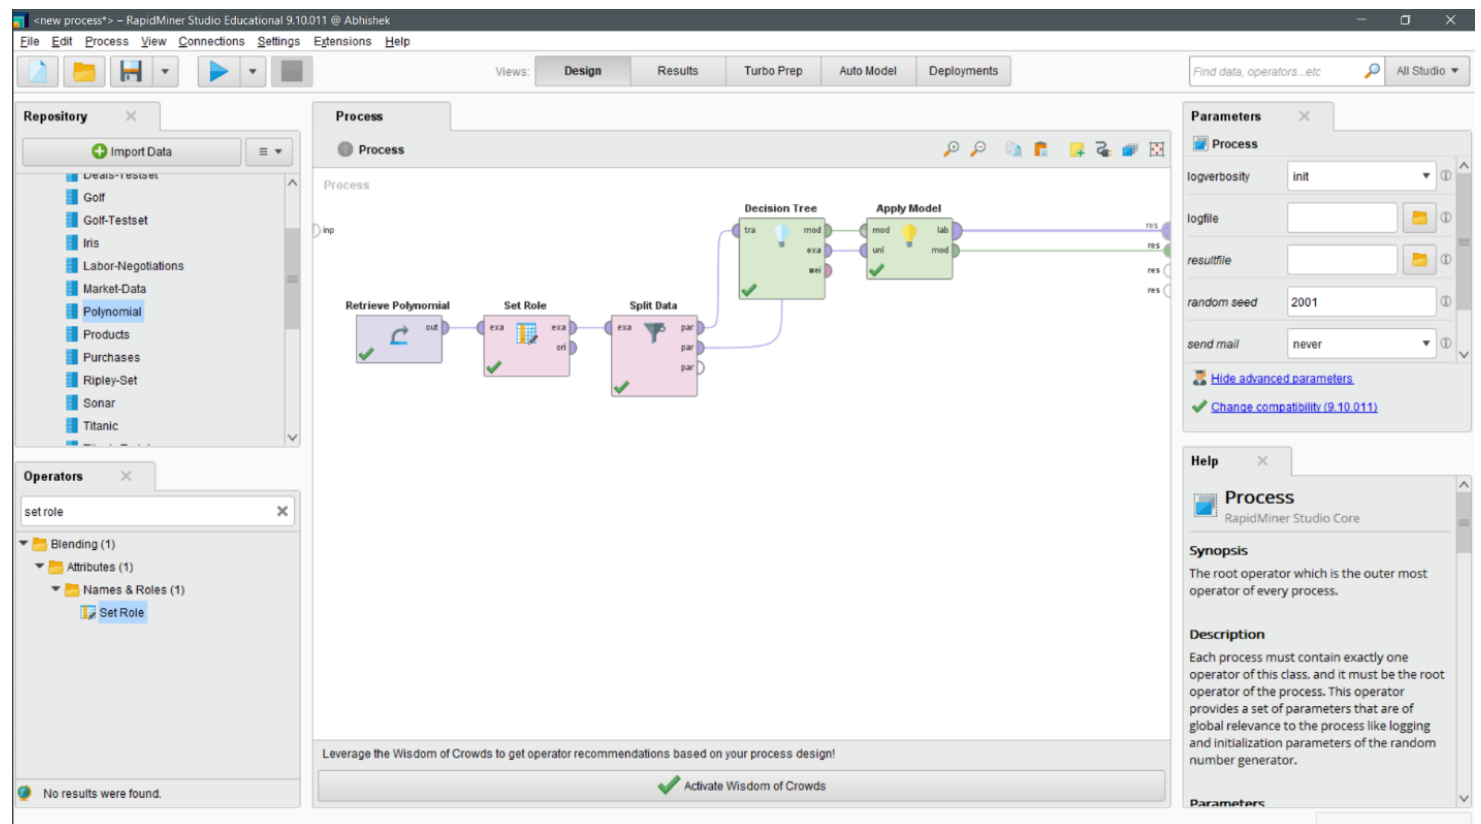 <new process*> – RapidMiner Studio Educational 9.10.011 @ Abhishek
File Edit Process View Connections Settings Extensions Help
Views: Design Results Turbo Prep Auto Model Deployments
Find data, operators...etc
All Studio
Repository
Import Data
Deals-Testset
Golf
Golf-Testset
Iris
Labor-Negotiations
Market-Data
Polynomial
Products
Purchases
Ripley-Set
Sonar
Titanic
Operators
set role
Blending (1)
Attributes (1)
Names & Roles (1)
Set Role
No results were found.
Process
Process
Process
inp
Retrieve Polynomial
out
Set Role
exa exa
ori
Split Data
exa par
par
par
Decision Tree
tra mod
exa
wei
Apply Model
mod lab
unl mod
res
res
res
res
Leverage the Wisdom of Crowds to get operator recommendations based on your process design!
Activate Wisdom of Crowds
Parameters
Process
logverbosity init
logfile
resultfile
random seed 2001
send mail never
Hide advanced parameters
Change compatibility (9.10.011)
Help
Process
RapidMiner Studio Core
Synopsis
The root operator which is the outer most
operator of every process.
Description
Each process must contain exactly one
operator of this class, and it must be the root
operator of the process. This operator
provides a set of parameters that are of
global relevance to the process like logging
and initialization parameters of the random
number generator.
Parameters